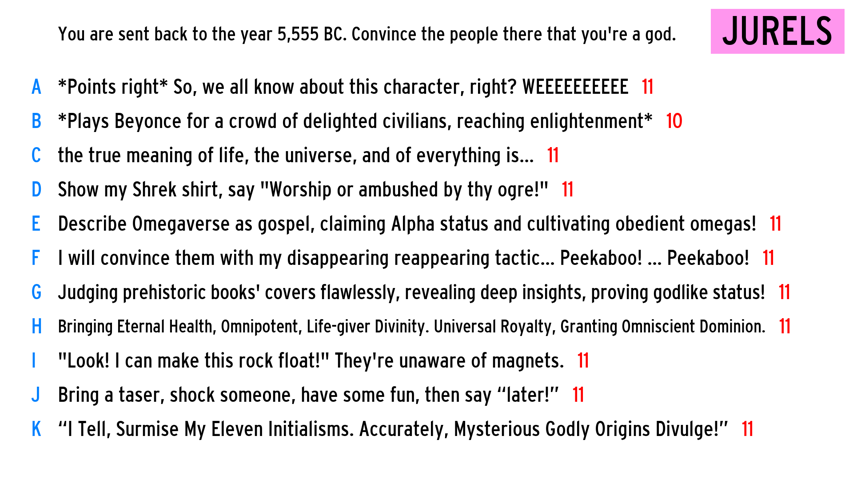 You are sent back to the year 5,555 BC. Convince the people there that you're a god.
JURELS
A *Points right* So, we all know about this character, right? WEEEEEEEEEE 11
B *Plays Beyonce for a crowd of delighted civilians, reaching enlightenment* 10
C the true meaning of life, the universe, and of everything is... 11
D Show my Shrek shirt, say "Worship or ambushed by thy ogre!" 11
E Describe Omegaverse as gospel, claiming Alpha status and cultivating obedient omegas! 11
F I will convince them with my disappearing reappearing tactic... Peekaboo! ... Peekaboo! 11
G Judging prehistoric books' covers flawlessly, revealing deep insights, proving godlike status! 11
H Bringing Eternal Health, Omnipotent, Life-giver Divinity. Universal Royalty, Granting Omniscient Dominion. 11
I "Look! I can make this rock float!" They're unaware of magnets. 11
J Bring a taser, shock someone, have some fun, then say “later!” 11
K “I Tell, Surmise My Eleven Initialisms. Accurately, Mysterious Godly Origins Divulge!” 11